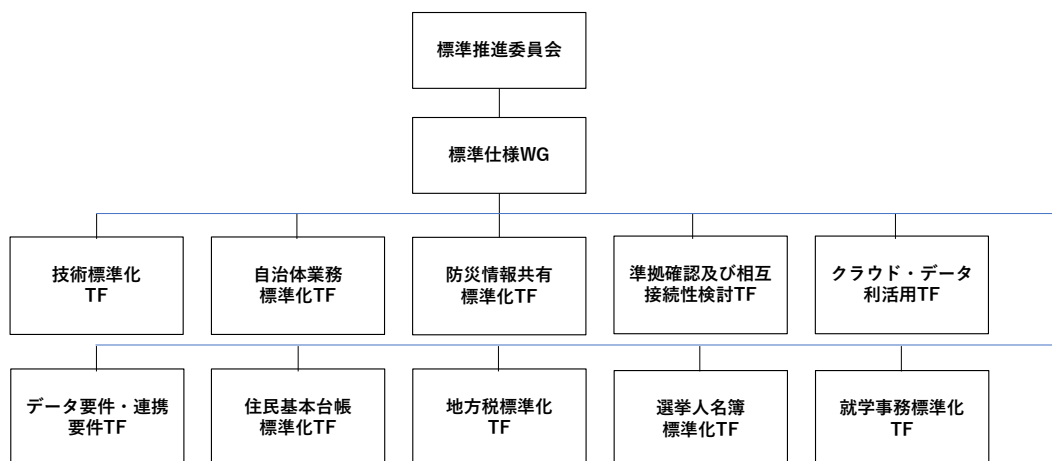 標準推進委員会
標準仕様WG
技術標準化
TF
自治体業務
標準化TF
防災情報共有
標準化TF
準拠確認及び相互
接続性検討TF
クラウド・データ
利活用TF
データ要件・連携
要件TF
住民基本台帳
標準化TF
地方税標準化
TF
選挙人名簿
標準化TF
就学事務標準化
TF